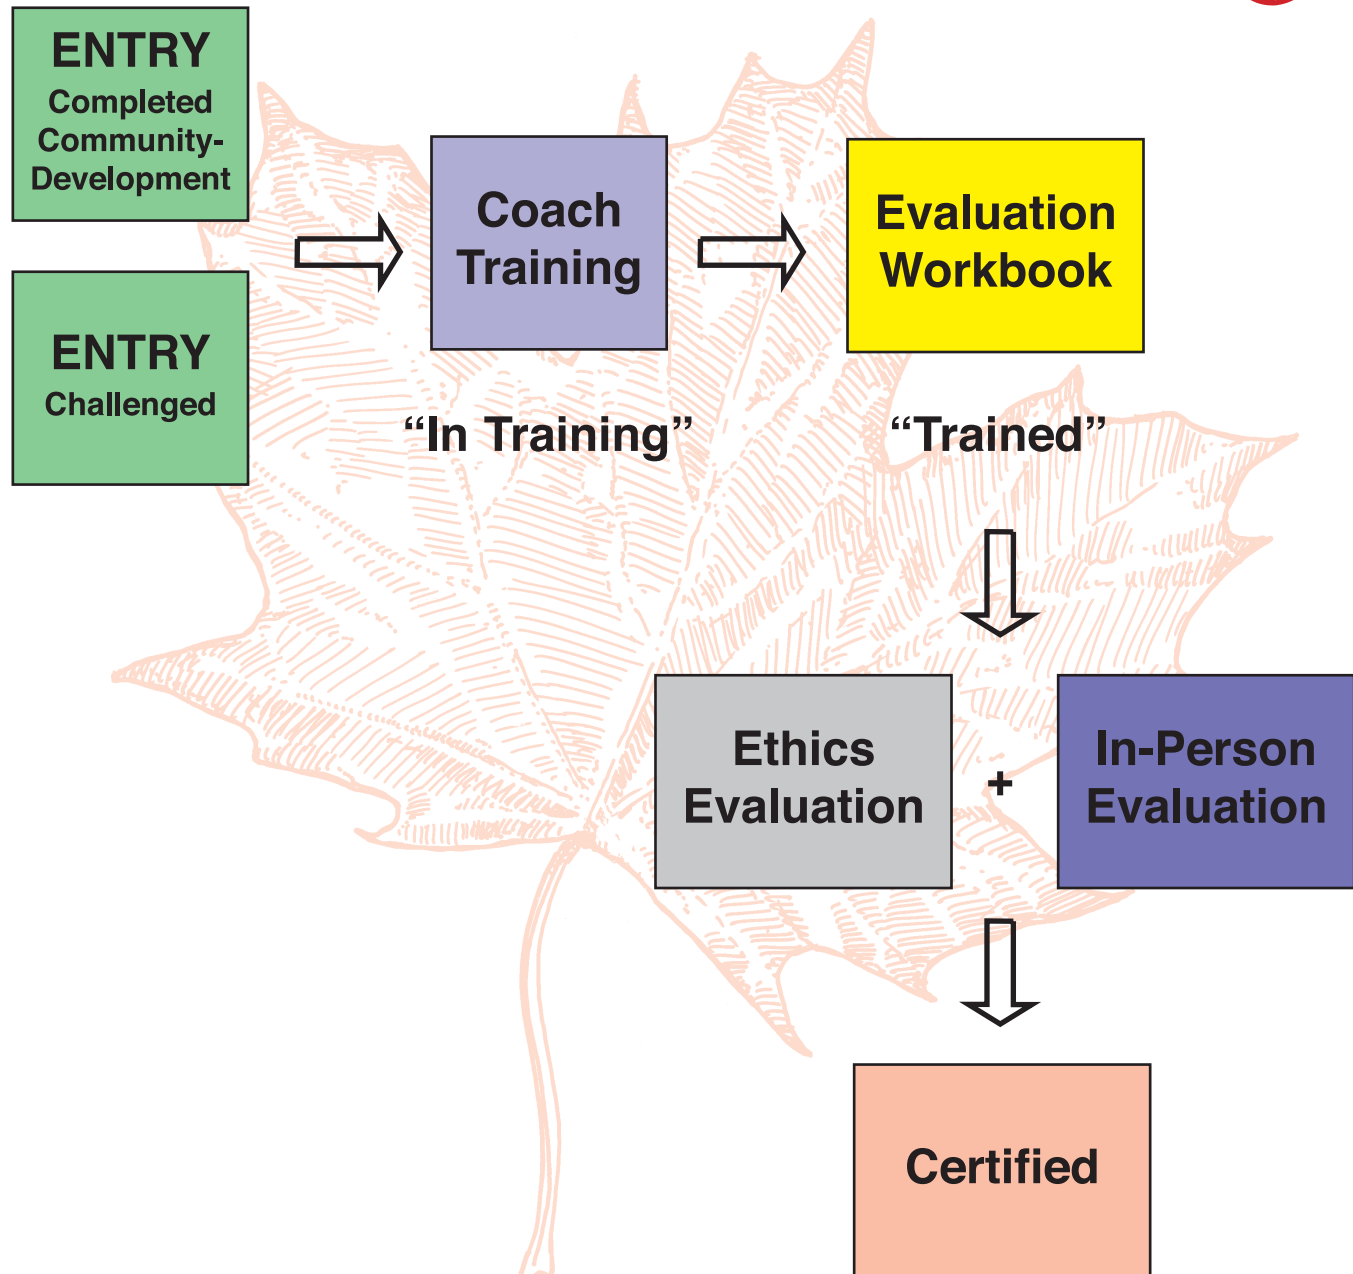 ENTRY
Completed
Community-
Development
ENTRY
Challenged
Coach
Training
“In Training”
Evaluation
Workbook
“Trained”
Ethics
Evaluation
+
In-Person
Evaluation
Certified